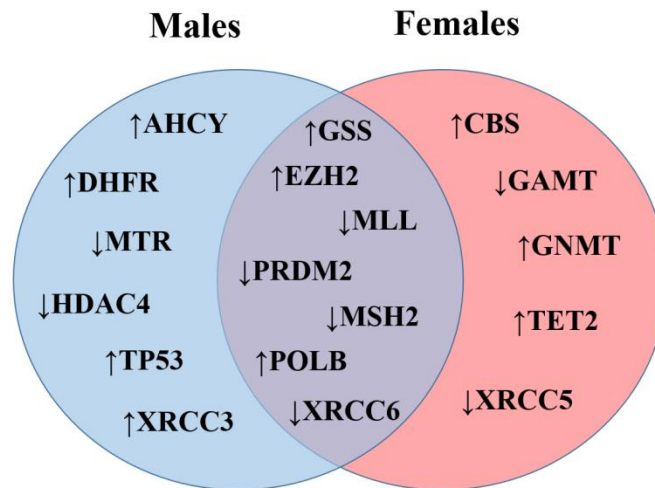 Males
Females
↑AHCY
↑DHFR
↓MTR
↓HDAC4
↑TP53
↑XRCC3
↑GSS
↑EZH2
↓MLL
↓PRDM2
↓MSH2
↑POLB
↓XRCC6
↑CBS
↓GAMT
↑GNMT
↑TET2
↓XRCC5